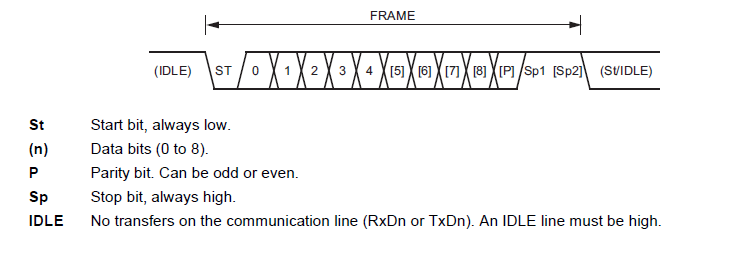 FRAME
(IDLE) ST 0 1 2 3 4 [5] [6] [7] [8] [P] Sp1 [Sp2] (St/IDLE)
St Start bit, always low.
(n) Data bits (0 to 8).
P Parity bit. Can be odd or even.
Sp Stop bit, always high.
IDLE No transfers on the communication line (RxDn or TxDn). An IDLE line must be high.